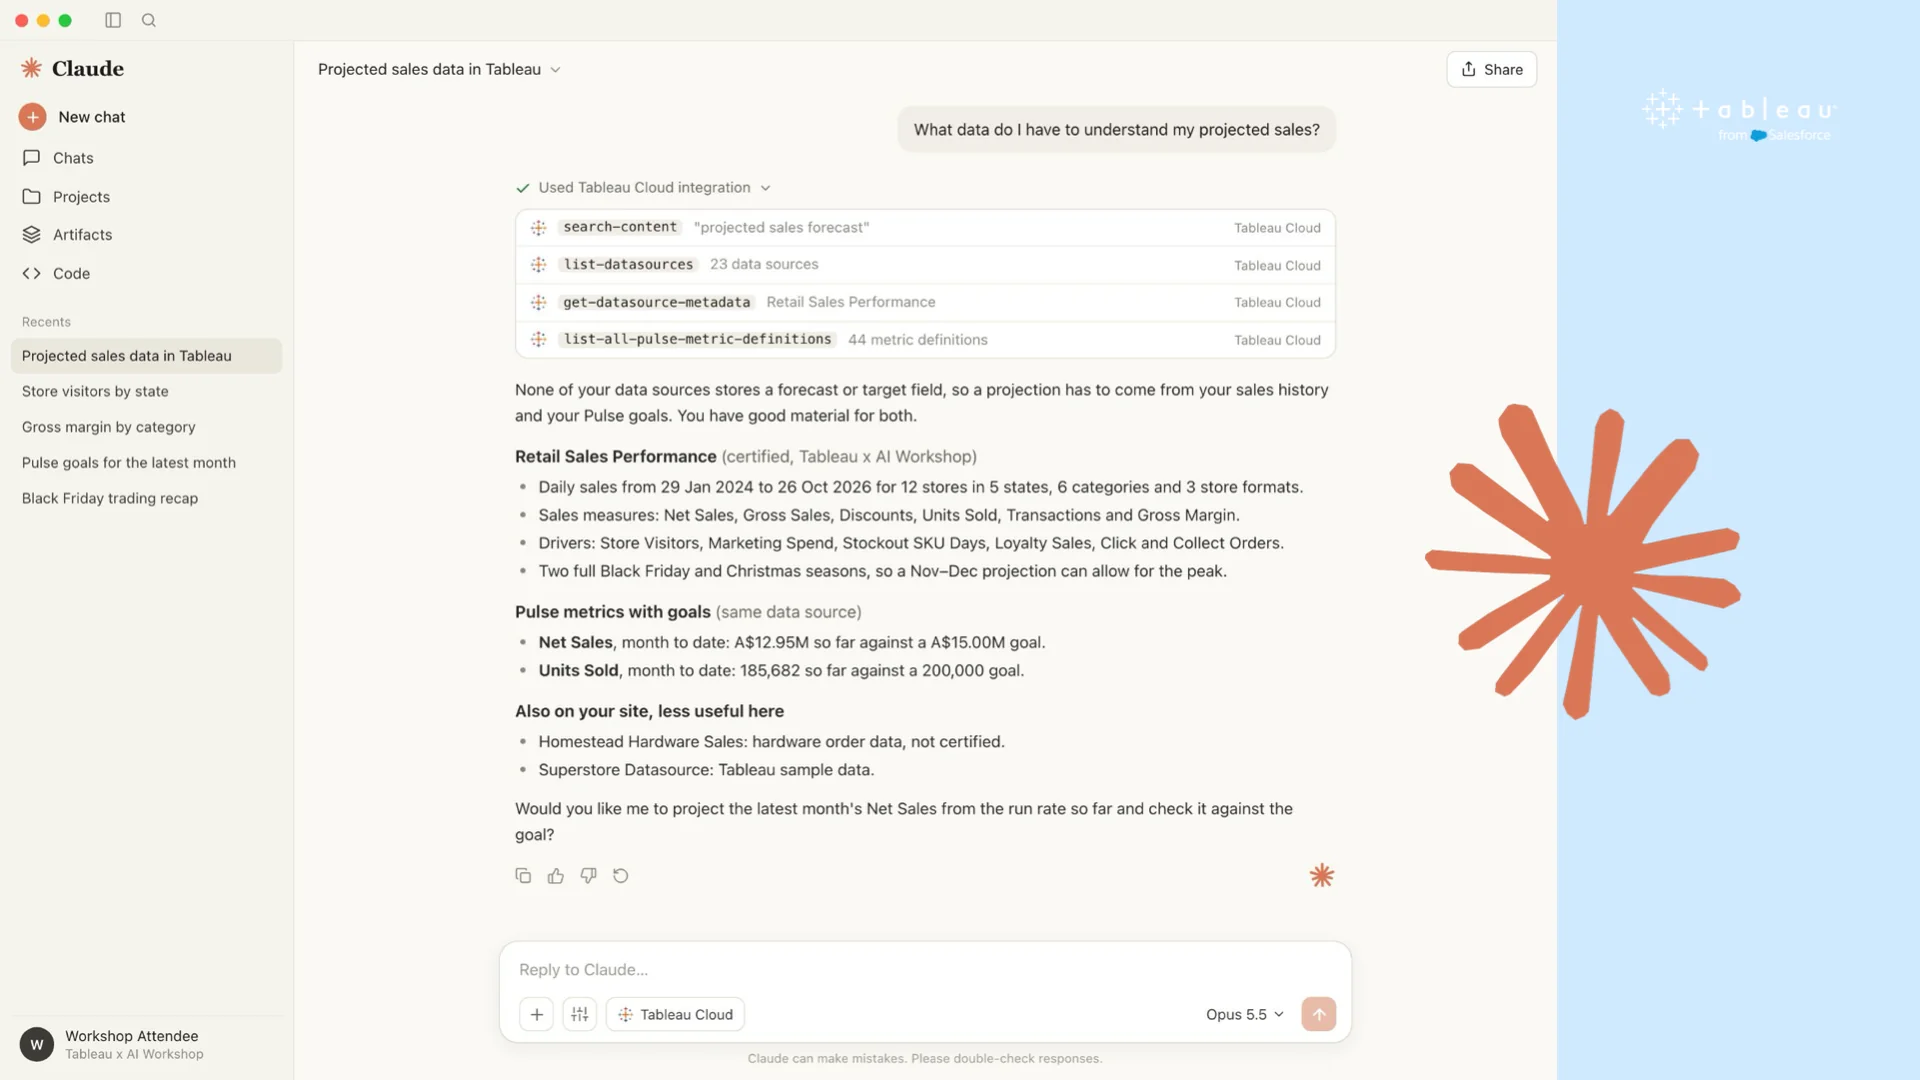 Claude
New chat
Chats
Projects
Artifacts
Code
Recents
Projected sales data in Tableau
Store visitors by state
Gross margin by category
Pulse goals for the latest month
Black Friday trading recap
W
Workshop Attendee
Tableau x AI Workshop
Projected sales data in Tableau
Share
What data do I have to understand my projected sales?
Used Tableau Cloud integration
search-content "projected sales forecast" Tableau Cloud
list-datasources 23 data sources Tableau Cloud
get-datasource-metadata Retail Sales Performance Tableau Cloud
list-all-pulse-metric-definitions 44 metric definitions Tableau Cloud
None of your data sources stores a forecast or target field, so a projection has to come from your sales history
and your Pulse goals. You have good material for both.
Retail Sales Performance (certified, Tableau x AI Workshop)
• Daily sales from 29 Jan 2024 to 26 Oct 2026 for 12 stores in 5 states, 6 categories and 3 store formats.
• Sales measures: Net Sales, Gross Sales, Discounts, Units Sold, Transactions and Gross Margin.
• Drivers: Store Visitors, Marketing Spend, Stockout SKU Days, Loyalty Sales, Click and Collect Orders.
• Two full Black Friday and Christmas seasons, so a Nov–Dec projection can allow for the peak.
Pulse metrics with goals (same data source)
• Net Sales, month to date: A$12.95M so far against a A$15.00M goal.
• Units Sold, month to date: 185,682 so far against a 200,000 goal.
Also on your site, less useful here
• Homestead Hardware Sales: hardware order data, not certified.
• Superstore Datasource: Tableau sample data.
Would you like me to project the latest month's Net Sales from the run rate so far and check it against the
goal?
Reply to Claude...
Tableau Cloud
Opus 5.5
Claude can make mistakes. Please double-check responses.
tableau
from Salesforce